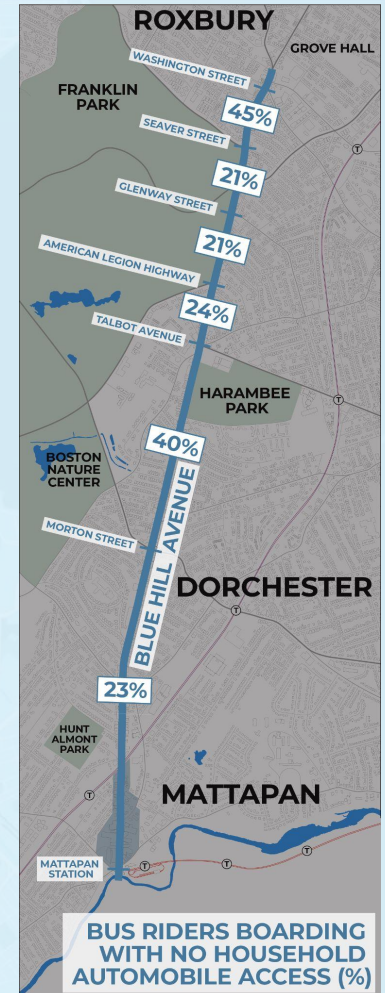 ROXBURY
GROVE HALL
WASHINGTON STREET
FRANKLIN
PARK
45%
SEAVER STREET
T
21%
GLENWAY STREET
21%
AMERICAN LEGION HIGHWAY
24%
TALBOT AVENUE
HARAMBEE
PARK
T
40%
BOSTON
NATURE
CENTER
BLUE HILL AVENUE
MORTON STREET
DORCHESTER
T
23%
HUNT
ALMONT
PARK
T
MATTAPAN
T
MATTAPAN
STATION
T
T
BUS RIDERS BOARDING
WITH NO HOUSEHOLD
AUTOMOBILE ACCESS (%)